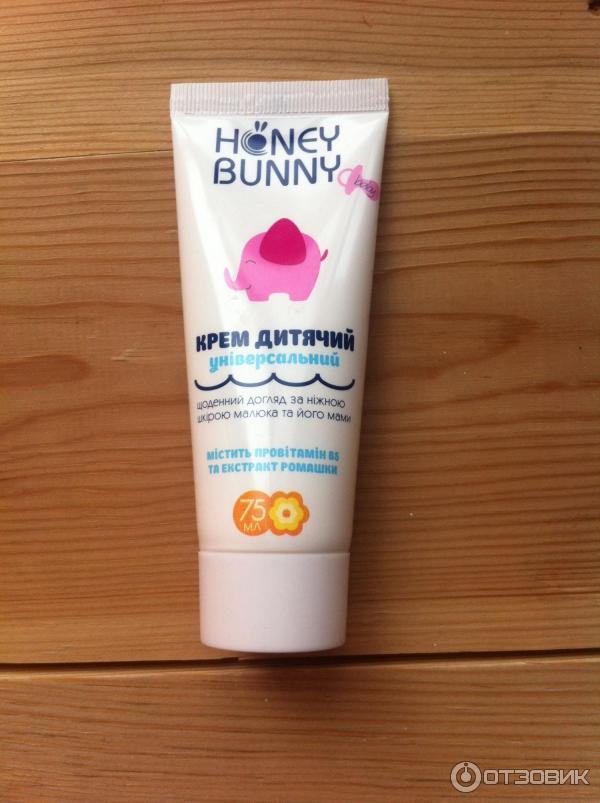 HONEY
BUNNY
baby
КРЕМ ДИТЯЧИЙ
універсальний
щоденний догляд за ніжною
шкірою малюка та його мами
МІСТИТЬ ПРОВІТАМІН В5
ТА ЕКСТРАКТ РОМАШКИ
75
МЛ
ОТЗОВИК